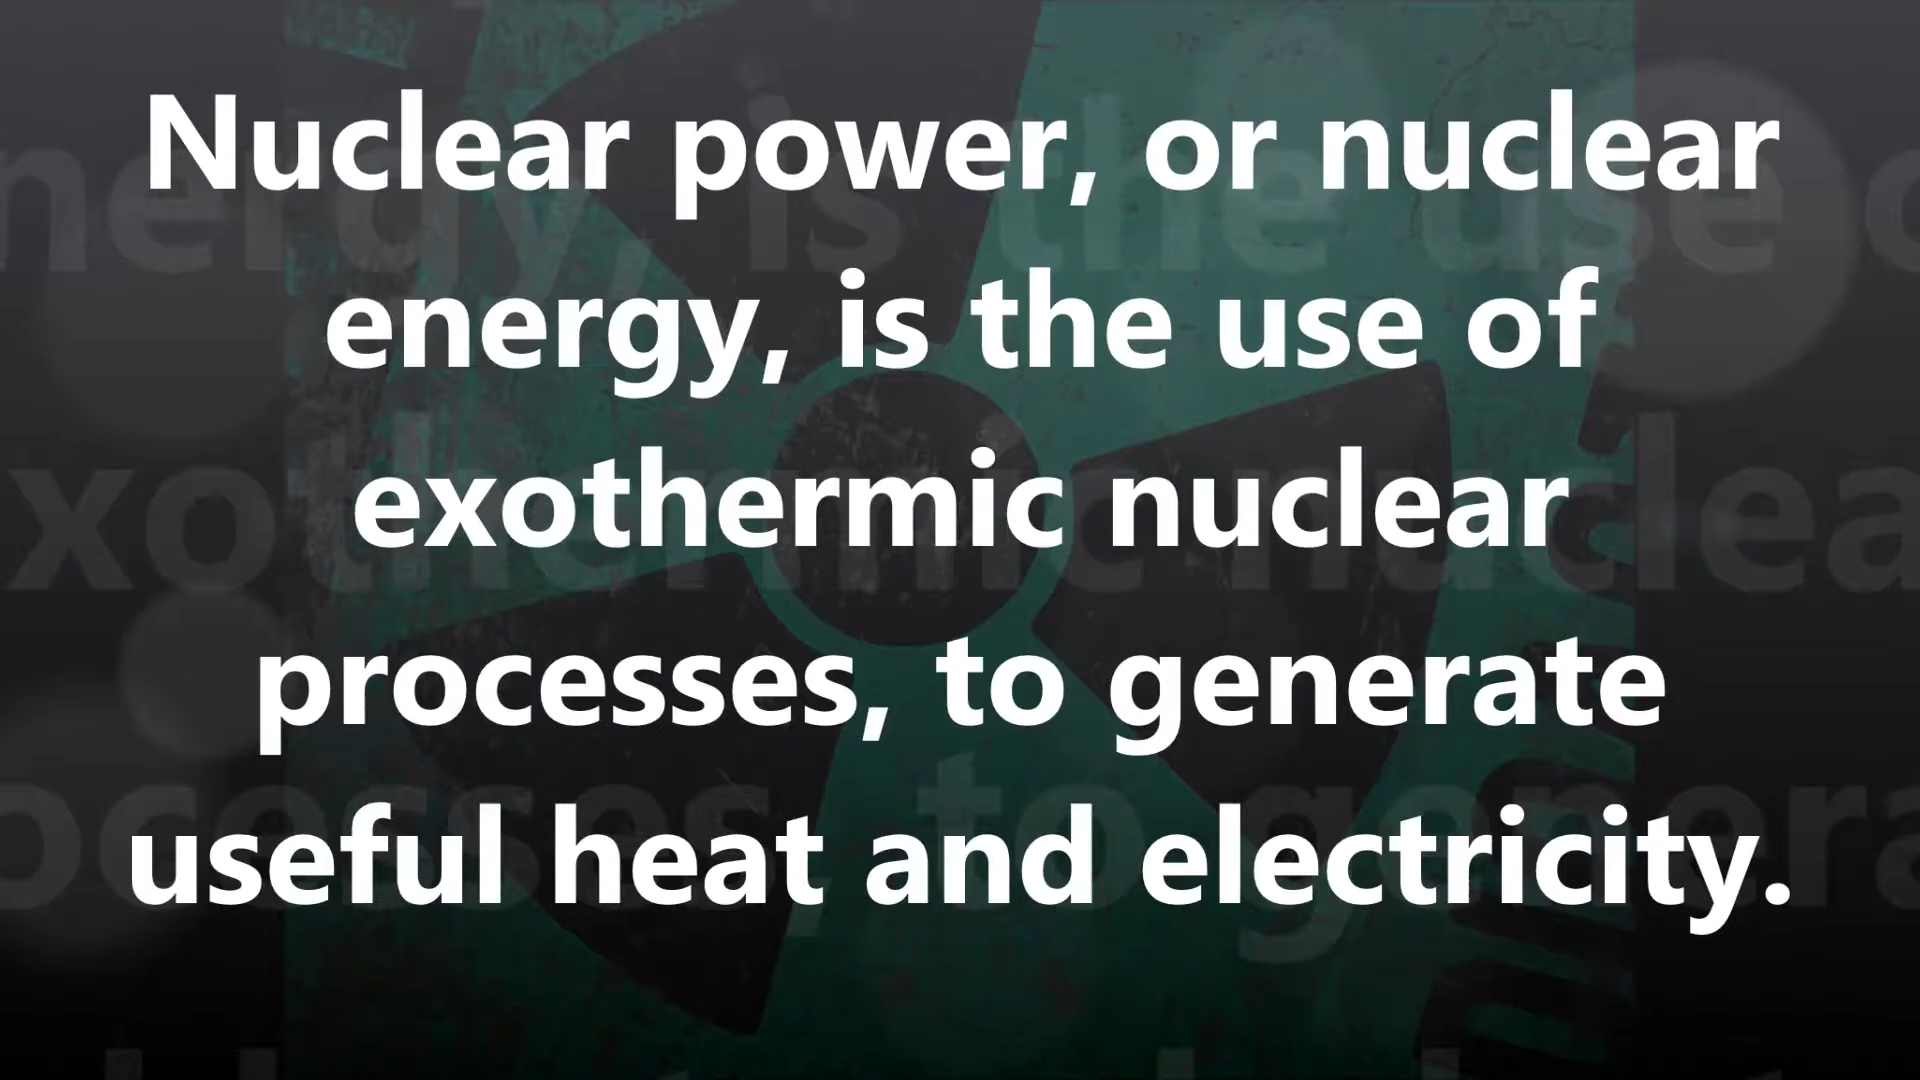 Nuclear power, or nuclear
energy, is the use of
exothermic nuclear
processes, to generate
useful heat and electricity.